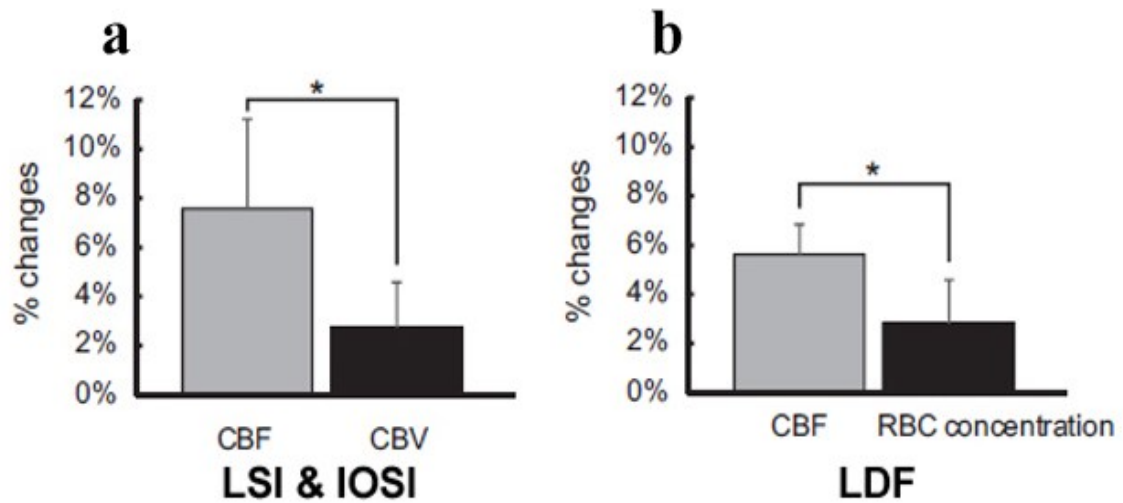 a
12%
10%
8%
6%
4%
2%
0%
% changes
*
CBF CBV
LSI & IOSI
b
12%
10%
8%
6%
4%
2%
0%
% changes
*
CBF RBC concentration
LDF